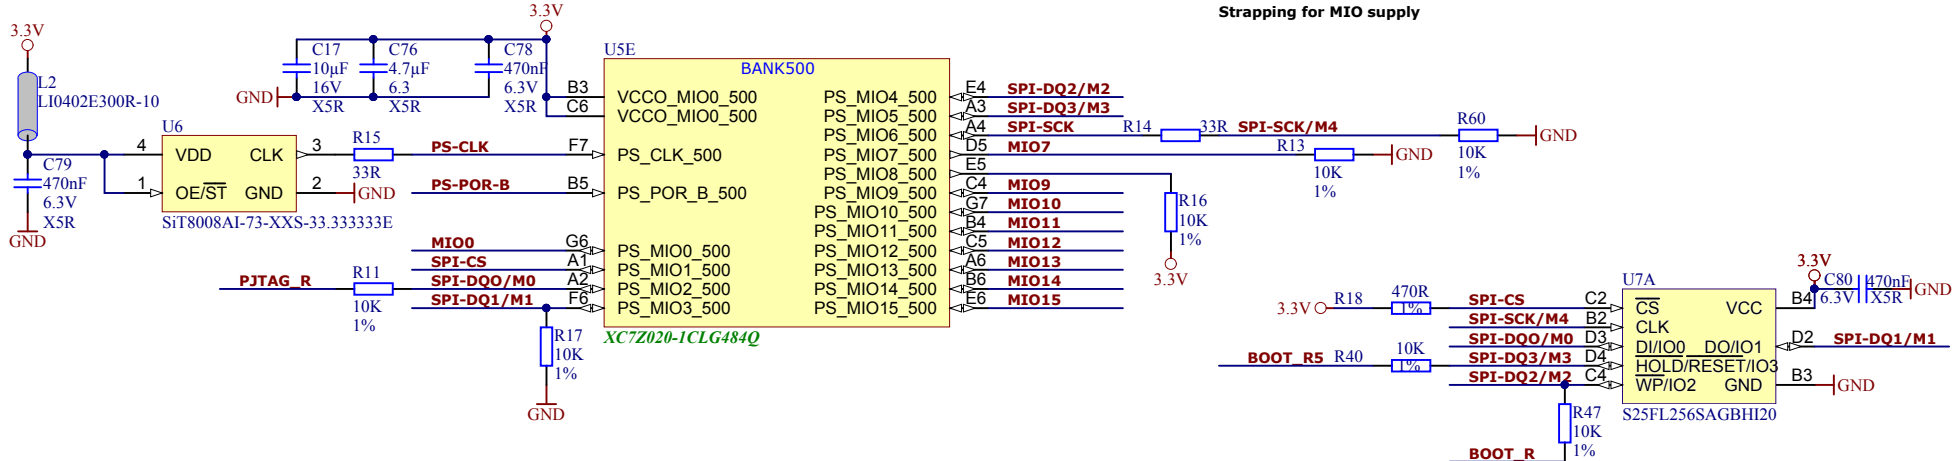 Strapping for MIO supply
3.3V
L2
LI0402E300R-10
C79
470nF
6.3V
X5R
GND
U6
4 VDD CLK 3
1 OE/ST GND 2
SiT8008AI-73-XXS-33.333333E
R15
33R
GND
3.3V
C17
10µF
16V
X5R
C76
4.7µF
6.3
X5R
C78
470nF
6.3V
X5R
GND
U5E
BANK500
B3 VCCO_MIO0_500
C6 VCCO_MIO0_500
PS-CLK F7 PS_CLK_500
PS-POR-B B5 PS_POR_B_500
MIO0 G6 PS_MIO0_500
SPI-CS A1 PS_MIO1_500
PJTAG_R R11 SPI-DQO/M0 A2 PS_MIO2_500
10K
1%
SPI-DQ1/M1 F6 PS_MIO3_500
R17
10K
1%
GND
PS_MIO4_500 E4 SPI-DQ2/M2
PS_MIO5_500 A3 SPI-DQ3/M3
PS_MIO6_500 A4 SPI-SCK R14 33R SPI-SCK/M4 R60 GND
10K
1%
PS_MIO7_500 D5 MIO7 R13 GND
10K
1%
PS_MIO8_500 E5
R16
10K
1%
3.3V
PS_MIO9_500 C4 MIO9
PS_MIO10_500 G7 MIO10
PS_MIO11_500 B4 MIO11
PS_MIO12_500 C5 MIO12
PS_MIO13_500 A6 MIO13
PS_MIO14_500 B6 MIO14
PS_MIO15_500 E6 MIO15
XC7Z020-1CLG484Q
U7A
3.3V
C80 470nF
6.3V X5R
GND
3.3V R18 470R 1% SPI-CS C2 CS
SPI-SCK/M4 B2 CLK
SPI-DQO/M0 D3 DI/IO0
BOOT_R5 R40 10K 1% SPI-DQ3/M3 D4 HOLD/RESET/IO3
SPI-DQ2/M2 C4 WP/IO2
VCC B4
DO/IO1 D2 SPI-DQ1/M1
GND B3 GND
S25FL256SAGBHI20
R47
10K
1%
BOOT_R